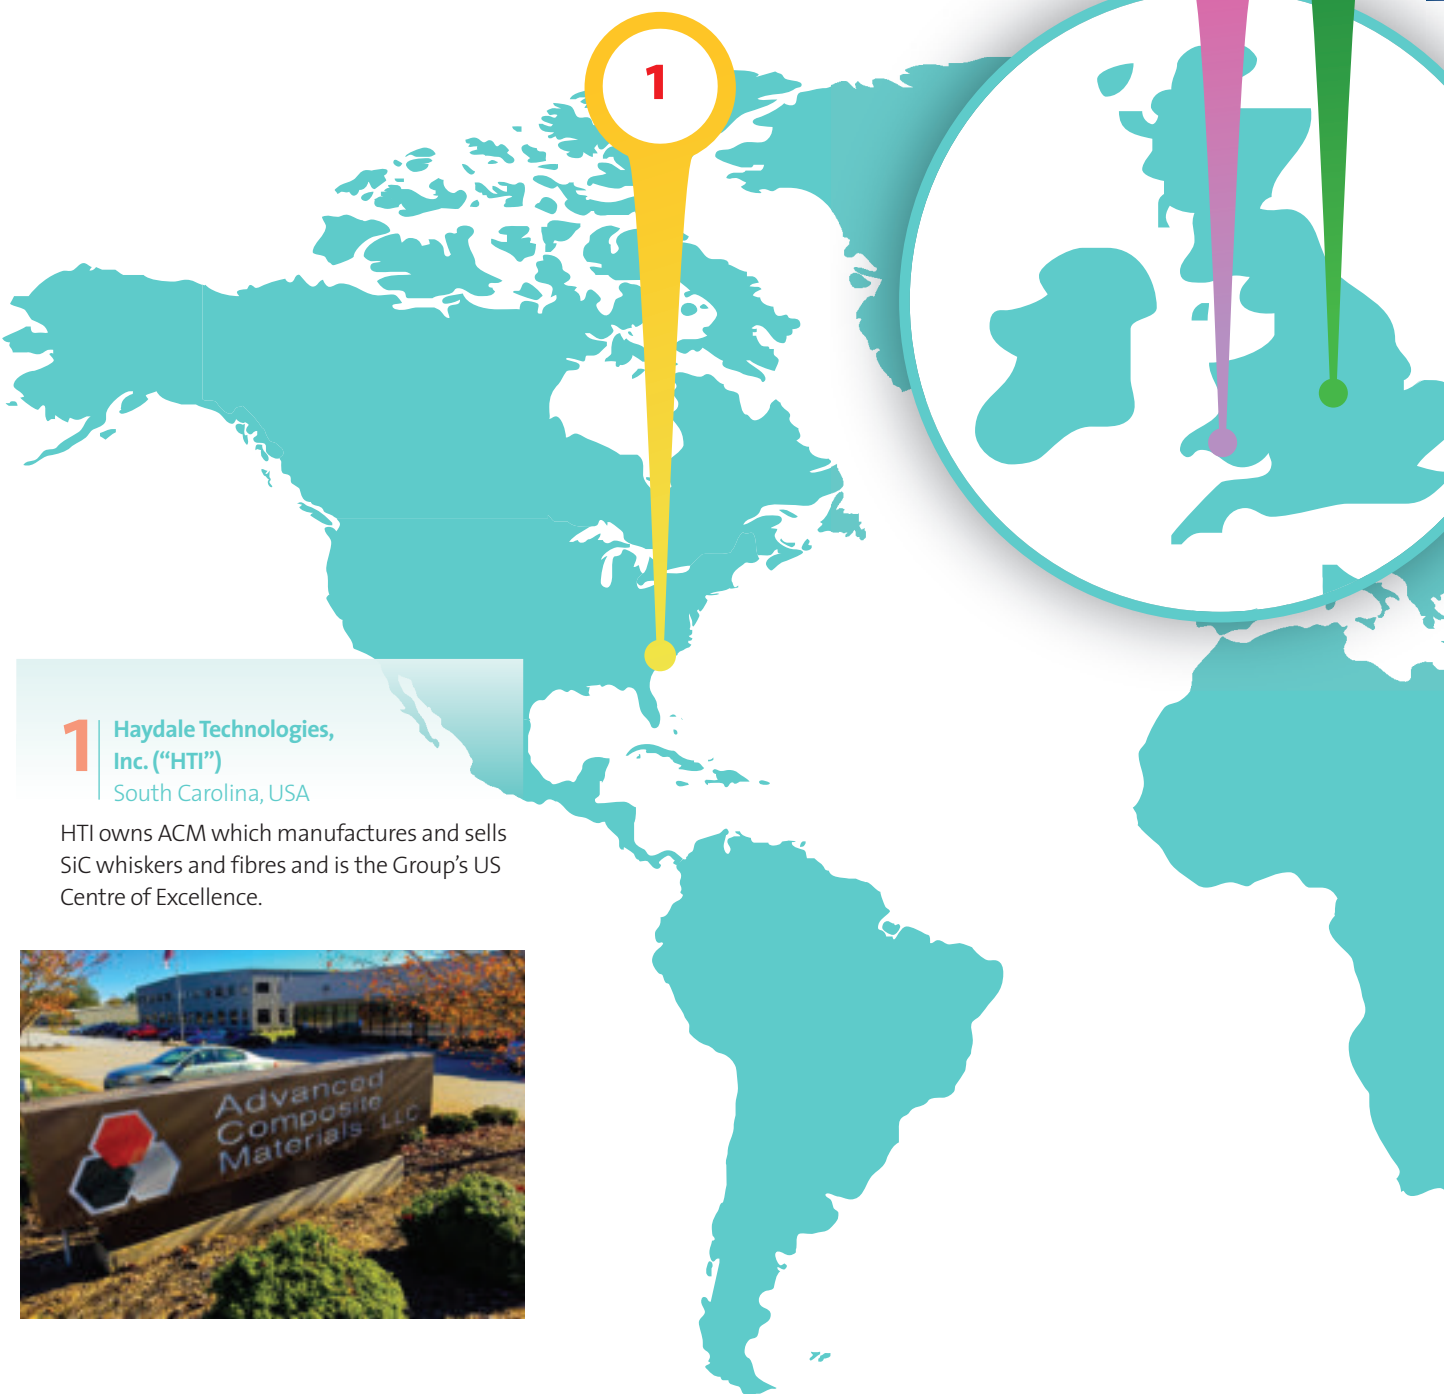 1
1
Haydale Technologies,
Inc. (“HTI”)
South Carolina, USA
HTI owns ACM which manufactures and sells
SiC whiskers and fibres and is the Group’s US
Centre of Excellence.
Advanced
Composite
Materials, LLC